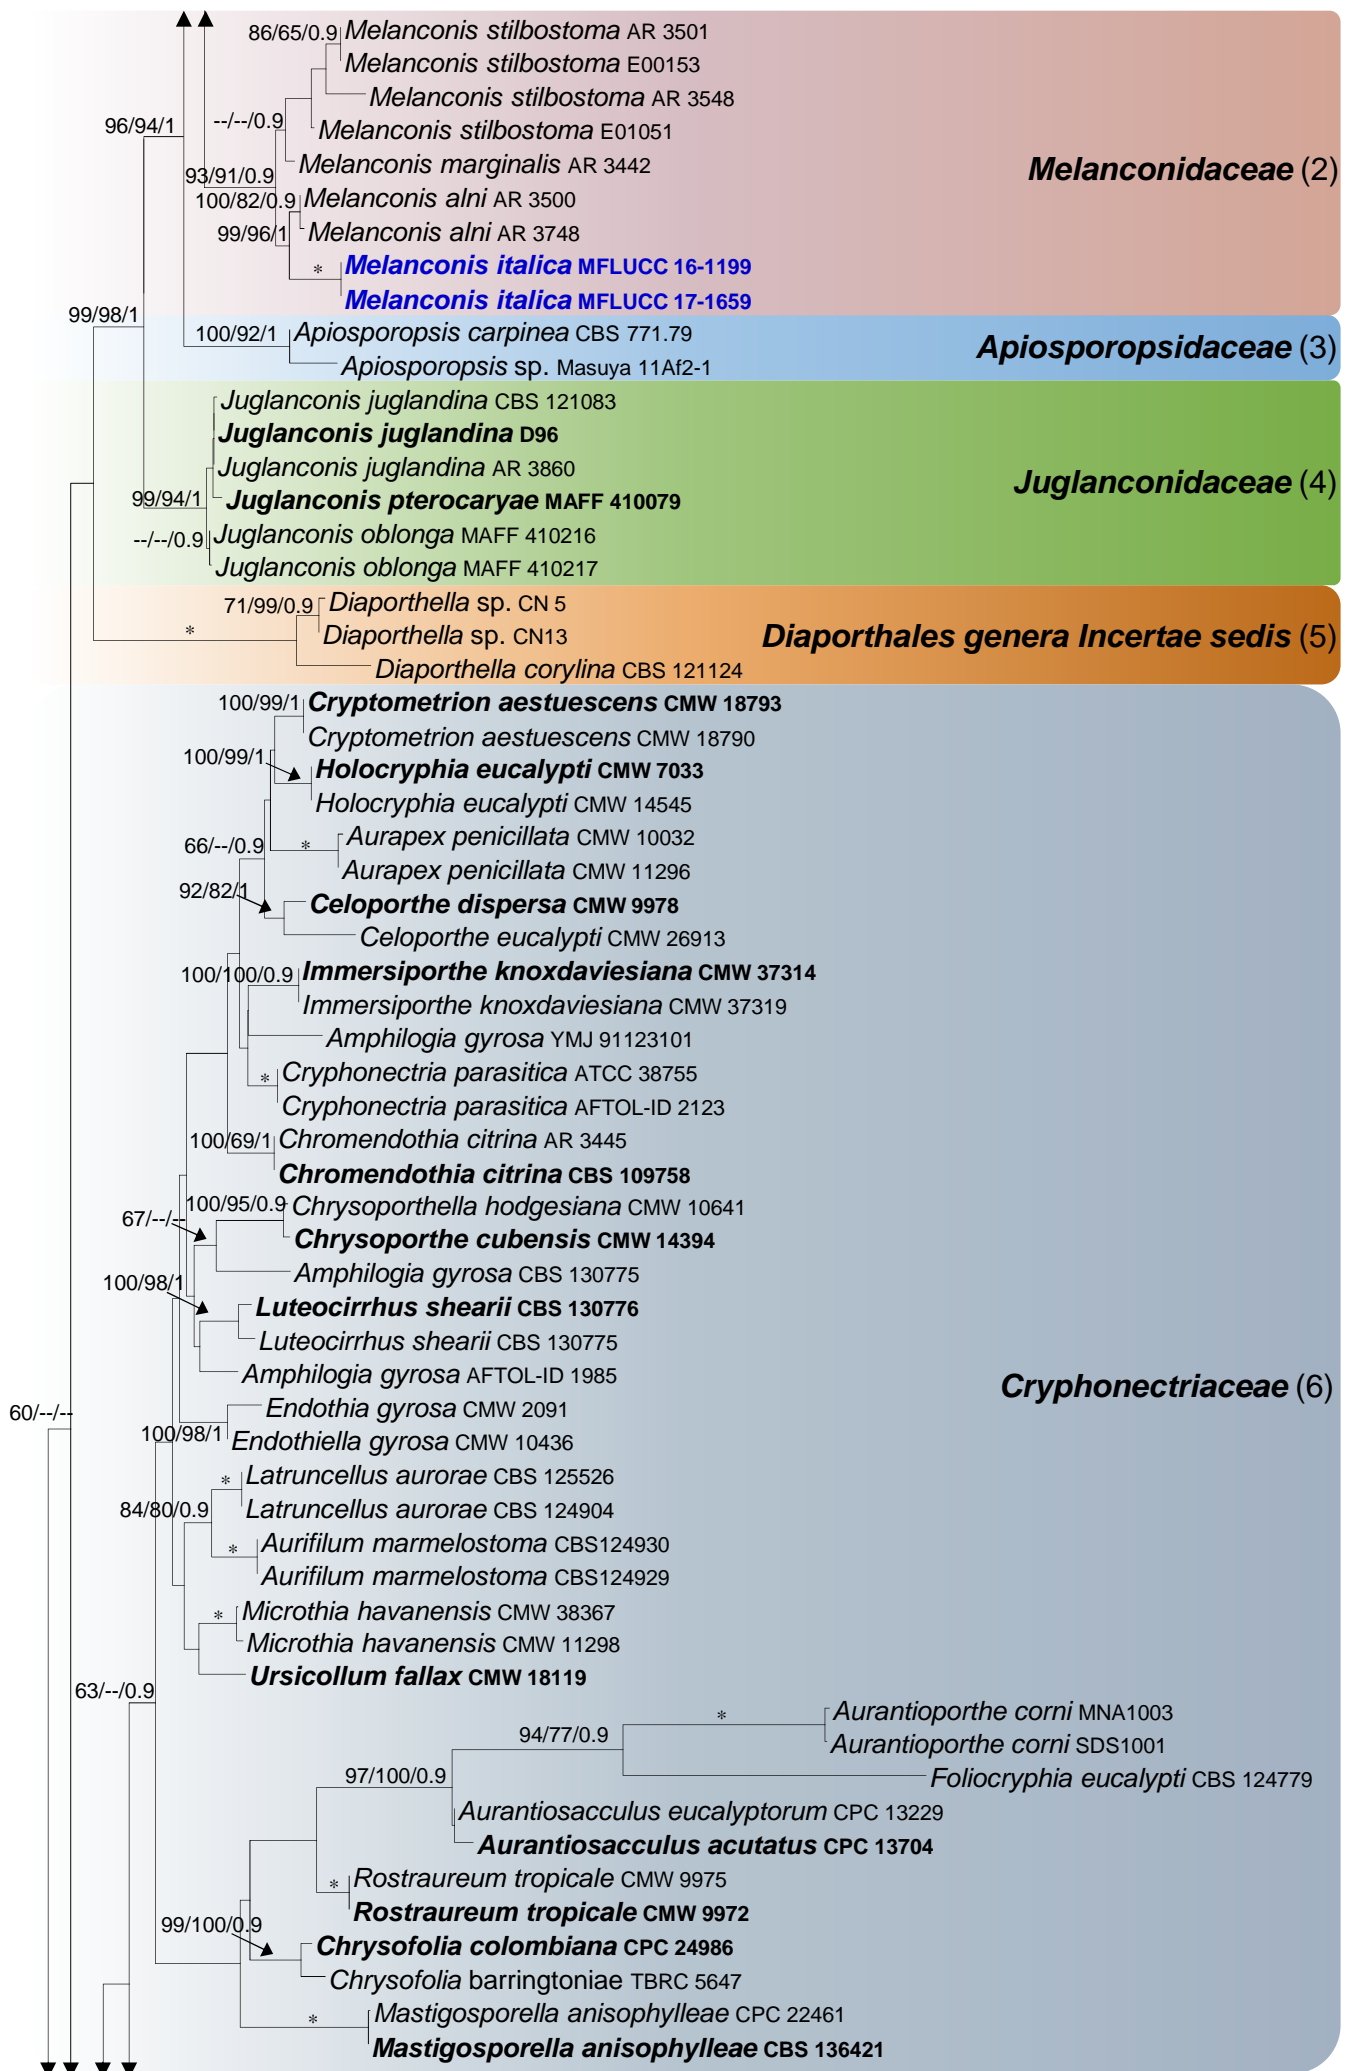 86/65/0.9 Melanconis stilbostoma AR 3501
Melanconis stilbostoma E00153
Melanconis stilbostoma AR 3548
96/94/1 --/--/0.9 Melanconis stilbostoma E01051
Melanconis marginalis AR 3442
Melanconidaceae (2)
93/91/0.9
100/82/0.9 Melanconis alni AR 3500
99/96/1 Melanconis alni AR 3748
* Melanconis italica MFLUCC 16-1199
Melanconis italica MFLUCC 17-1659
99/98/1
100/92/1 Apiosporopsis carpinea CBS 771.79
Apiosporopsidaceae (3)
Apiosporopsis sp. Masuya 11Af2-1
Juglanconis juglandina CBS 121083
Juglanconis juglandina D96
Juglanconis juglandina AR 3860
Juglanconidaceae (4)
99/94/1 Juglanconis pterocaryae MAFF 410079
--/--/0.9 Juglanconis oblonga MAFF 410216
Juglanconis oblonga MAFF 410217
71/99/0.9 Diaporthella sp. CN 5
* Diaporthella sp. CN13
Diaporthales genera Incertae sedis (5)
Diaporthella corylina CBS 121124
100/99/1 Cryptometrion aestuescens CMW 18793
Cryptometrion aestuescens CMW 18790
100/99/1 Holocryphia eucalypti CMW 7033
Holocryphia eucalypti CMW 14545
66/--/0.9 * Aurapex penicillata CMW 10032
Aurapex penicillata CMW 11296
92/82/1 Celoporthe dispersa CMW 9978
Celoporthe eucalypti CMW 26913
100/100/0.9 Immersiporthe knoxdaviesiana CMW 37314
Immersiporthe knoxdaviesiana CMW 37319
Amphilogia gyrosa YMJ 91123101
* Cryphonectria parasitica ATCC 38755
Cryphonectria parasitica AFTOL-ID 2123
100/69/1 Chromendothia citrina AR 3445
Chromendothia citrina CBS 109758
100/95/0.9 Chrysoporthella hodgesiana CMW 10641
67/--/-- Chrysoporthe cubensis CMW 14394
Amphilogia gyrosa CBS 130775
100/98/1 Luteocirrhus shearii CBS 130776
Luteocirrhus shearii CBS 130775
Amphilogia gyrosa AFTOL-ID 1985
Cryphonectriaceae (6)
60/--/-- Endothia gyrosa CMW 2091
100/98/1 Endothiella gyrosa CMW 10436
* Latruncellus aurorae CBS 125526
84/80/0.9 Latruncellus aurorae CBS 124904
* Aurifilum marmelostoma CBS124930
Aurifilum marmelostoma CBS124929
* Microthia havanensis CMW 38367
Microthia havanensis CMW 11298
63/--/0.9 Ursicollum fallax CMW 18119
* Aurantioporthe corni MNA1003
94/77/0.9 Aurantioporthe corni SDS1001
97/100/0.9 Foliocryphia eucalypti CBS 124779
Aurantiosacculus eucalyptorum CPC 13229
Aurantiosacculus acutatus CPC 13704
* Rostraureum tropicale CMW 9975
Rostraureum tropicale CMW 9972
99/100/0.9 Chrysofolia colombiana CPC 24986
Chrysofolia barringtoniae TBRC 5647
* Mastigosporella anisophylleae CPC 22461
Mastigosporella anisophylleae CBS 136421